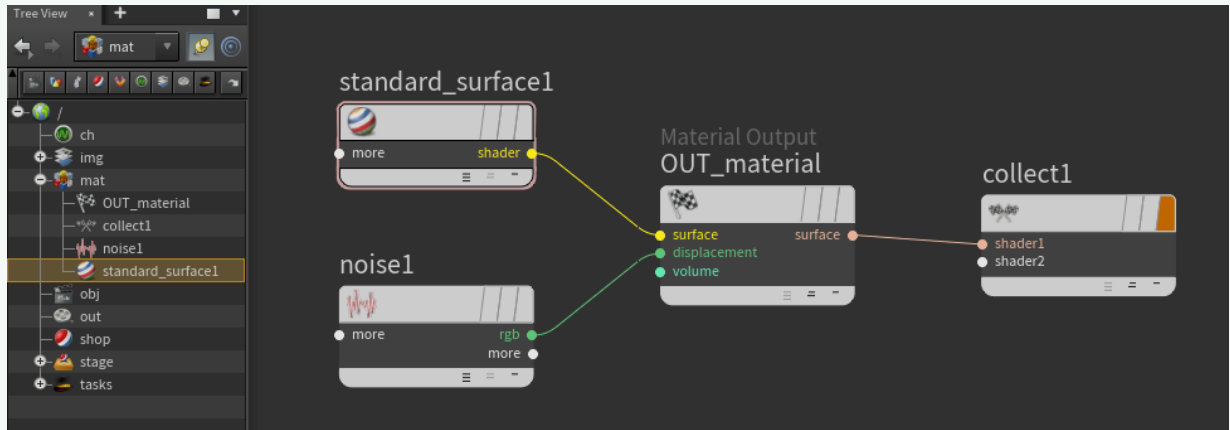 Tree View × +
mat
/
ch
img
mat
OUT_material
collect1
noise1
standard_surface1
obj
out
shop
stage
tasks
standard_surface1
more shader
noise1
more rgb
more
Material Output
OUT_material
surface surface
displacement
volume
collect1
shader1
shader2